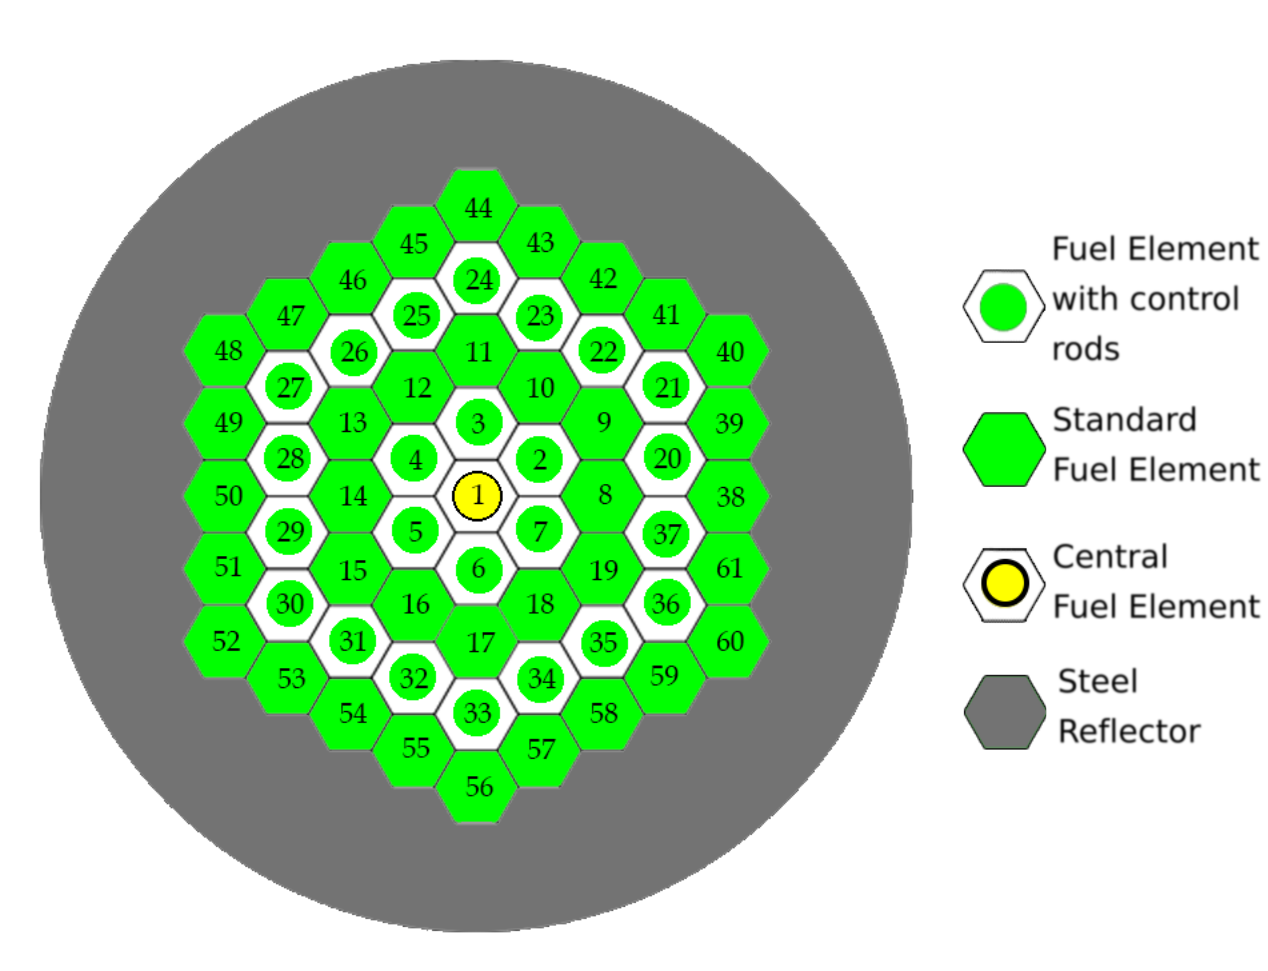 44
45 43
46 24 42
47 25 23 41
48 26 11 22 40
27 12 10 21
49 13 3 9 39
28 4 2 20
50 14 1 8 38
29 5 7 37
51 15 6 19 61
30 16 18 36
52 31 17 35 60
53 32 34 59
54 33 58
55 57
56
Fuel Element
with control
rods
Standard
Fuel Element
Central
Fuel Element
Steel
Reflector